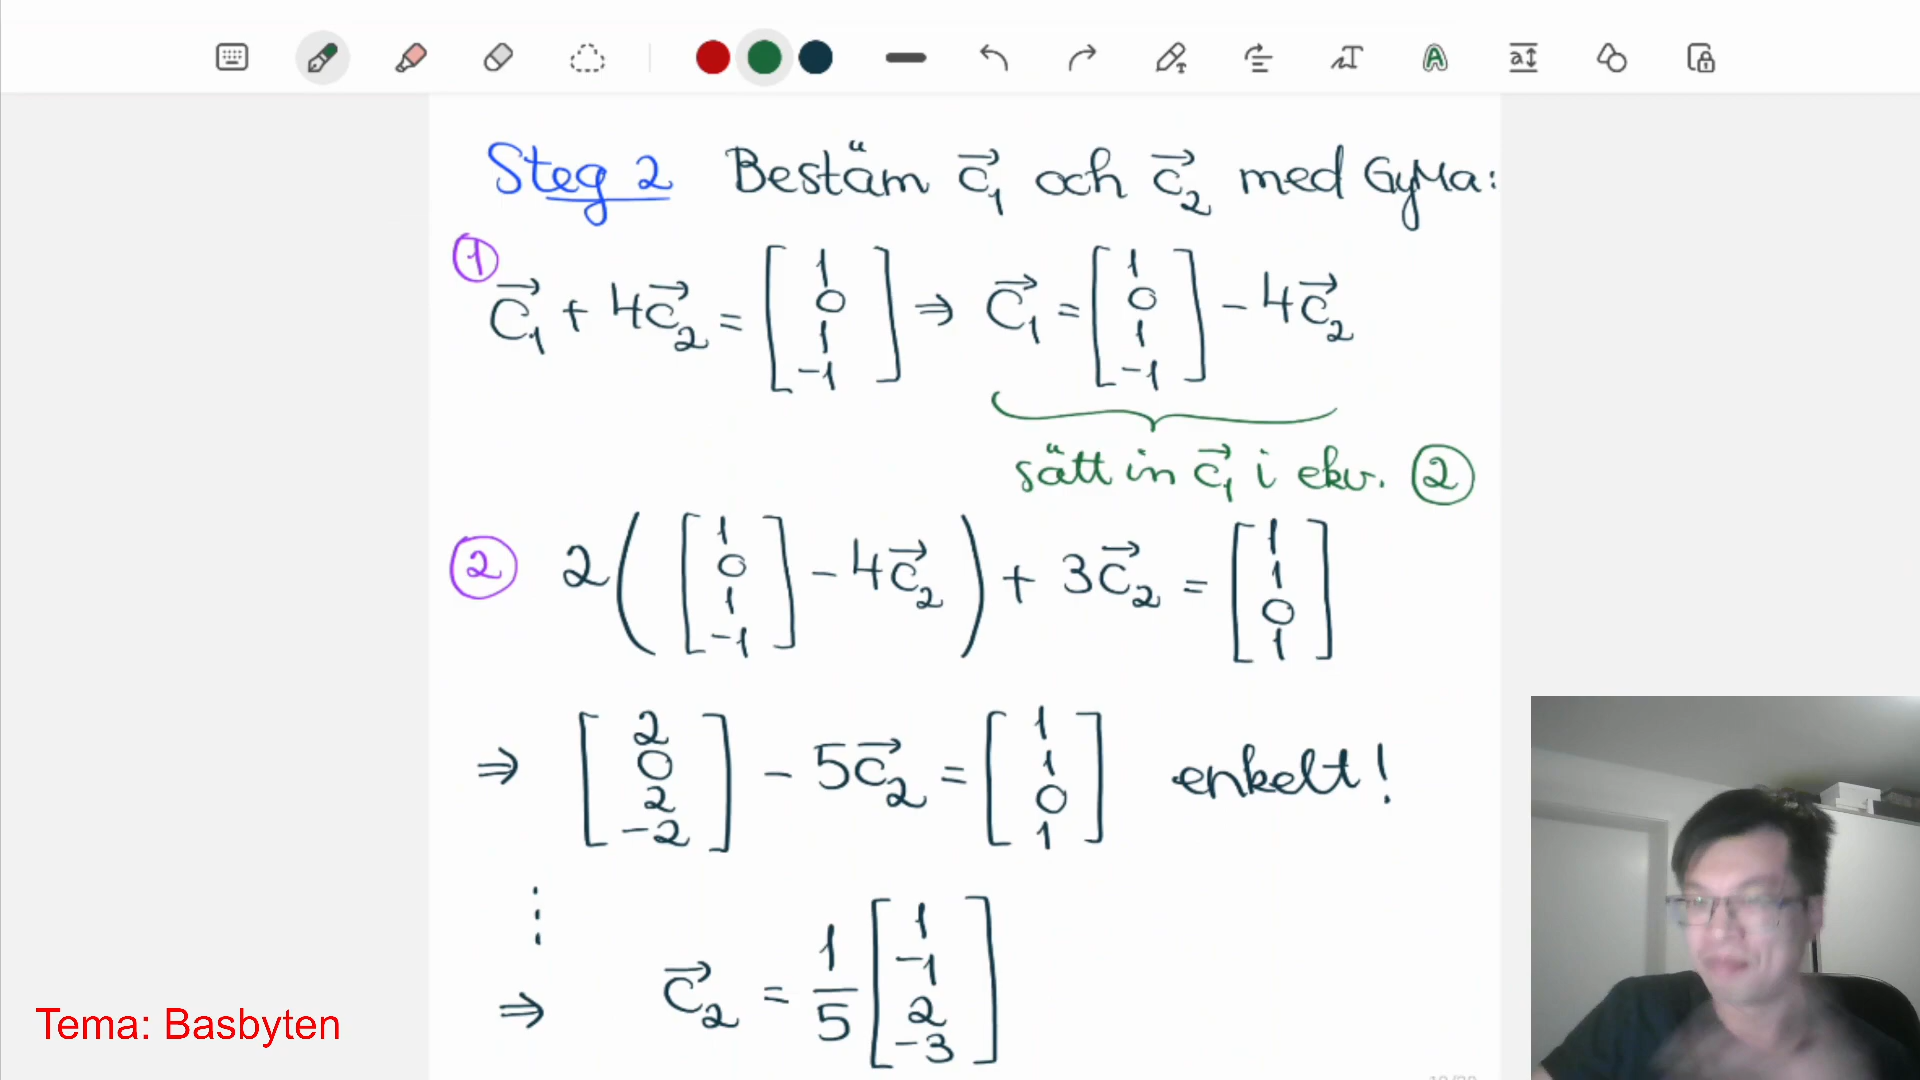 Steg 2 Bestäm c⃗₁ och c⃗₂ med GyMa:
① c⃗₁ + 4c⃗₂ = [1 0 1 -1] ⇒ c⃗₁ = [1 0 1 -1] - 4c⃗₂
sätt in c⃗₁ i ekv. ②
② 2([1 0 1 -1] - 4c⃗₂) + 3c⃗₂ = [1 1 0 1]
⇒ [2 0 2 -2] - 5c⃗₂ = [1 1 0 1] enkelt!
⋮
⇒ c⃗₂ = 1/5 [1 -1 2 -3]
Tema: Basbyten